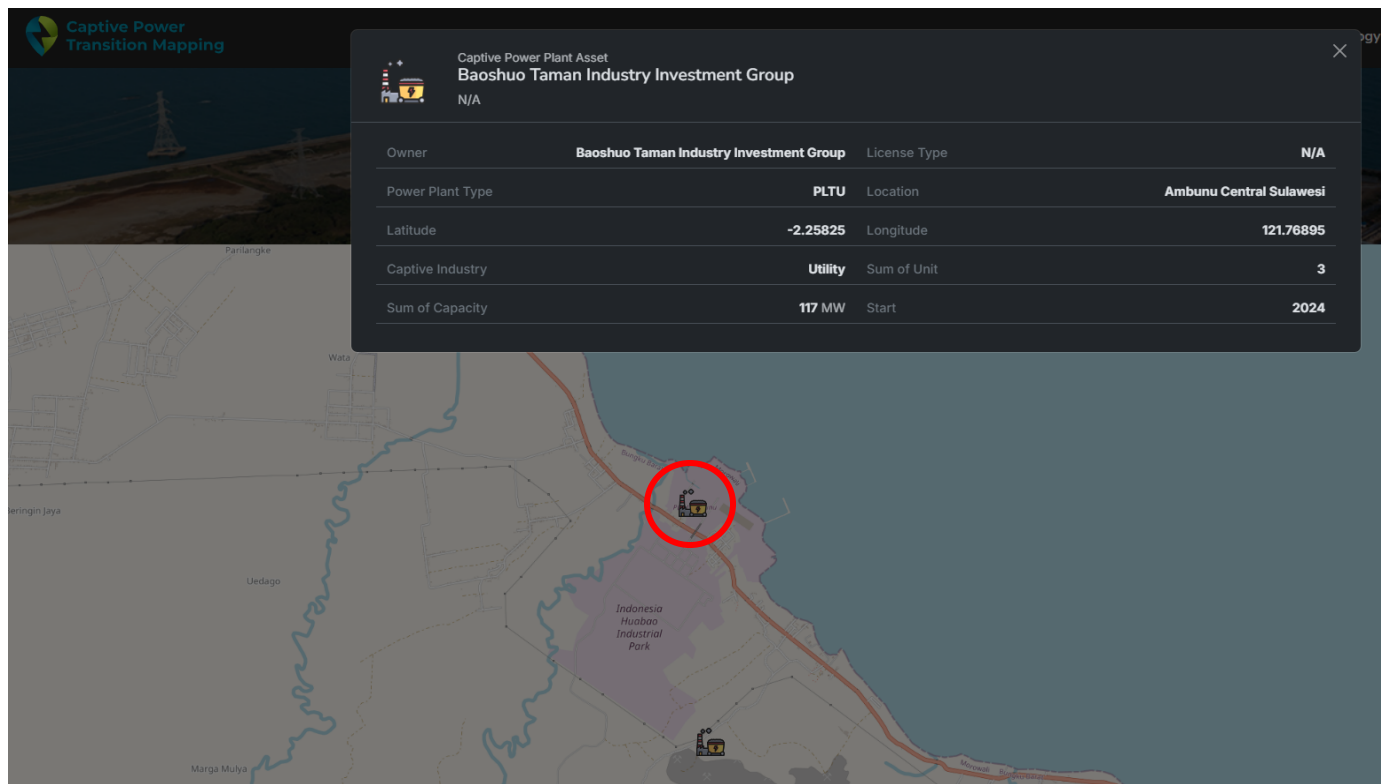 Captive Power
Transition Mapping
ogy
Captive Power Plant Asset
Baoshuo Taman Industry Investment Group
N/A
Owner Baoshuo Taman Industry Investment Group License Type N/A
Power Plant Type PLTU Location Ambunu Central Sulawesi
Latitude -2.25825 Longitude 121.76895
Captive Industry Utility Sum of Unit 3
Sum of Capacity 117 MW Start 2024
Parilangke
Wata
Beringin Jaya
Uedago
Indonesia
Huabao
Industrial
Park
Marga Mulya